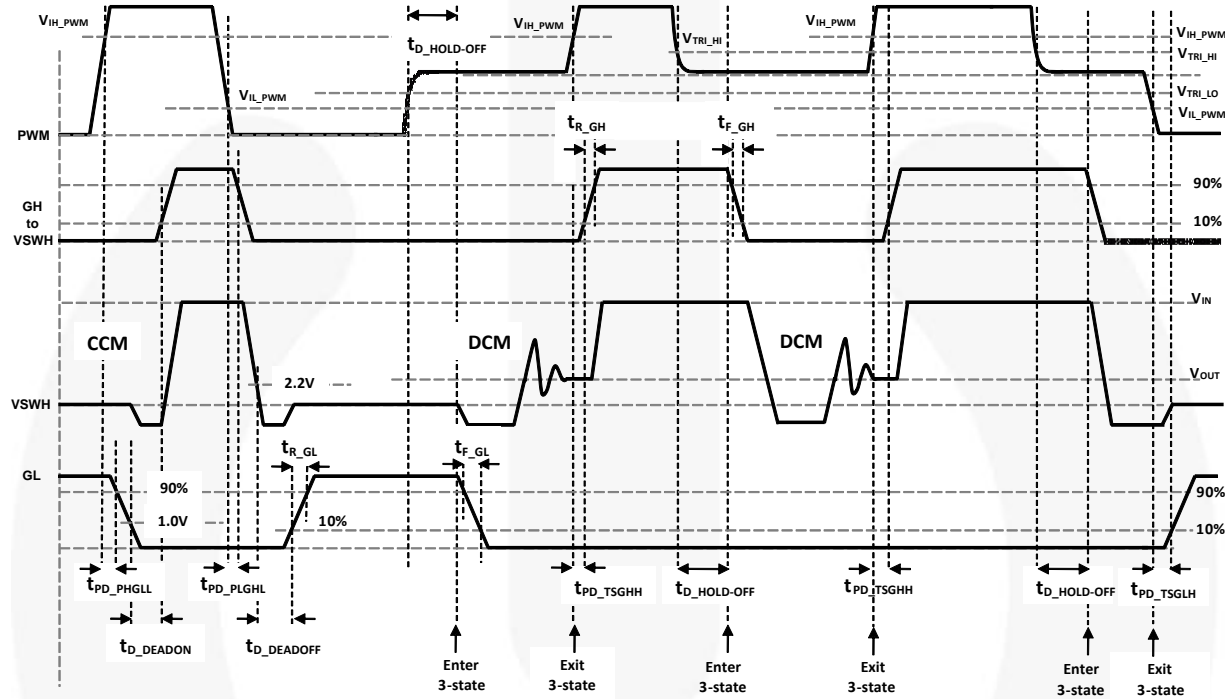 VIH_PWM
tD_HOLD-OFF
VIH_PWM
VTRI_HI
VIH_PWM
VIH_PWM
VTRI_HI
VIL_PWM
VTRI_LO
VIL_PWM
PWM
tR_GH
tF_GH
GH
to
VSWH
90%
10%
VIN
CCM
DCM
DCM
2.2V
VOUT
VSWH
tR_GL
tF_GL
GL
90%
1.0V
10%
90%
10%
tPD_PHGLL
tPD_PLGHL
tPD_TSGHH
tD_HOLD-OFF
tPD_TSGHH
tD_HOLD-OFF
tPD_TSGLH
tD_DEADON
tD_DEADOFF
Enter
3-state
Exit
3-state
Enter
3-state
Exit
3-state
Enter
3-state
Exit
3-state